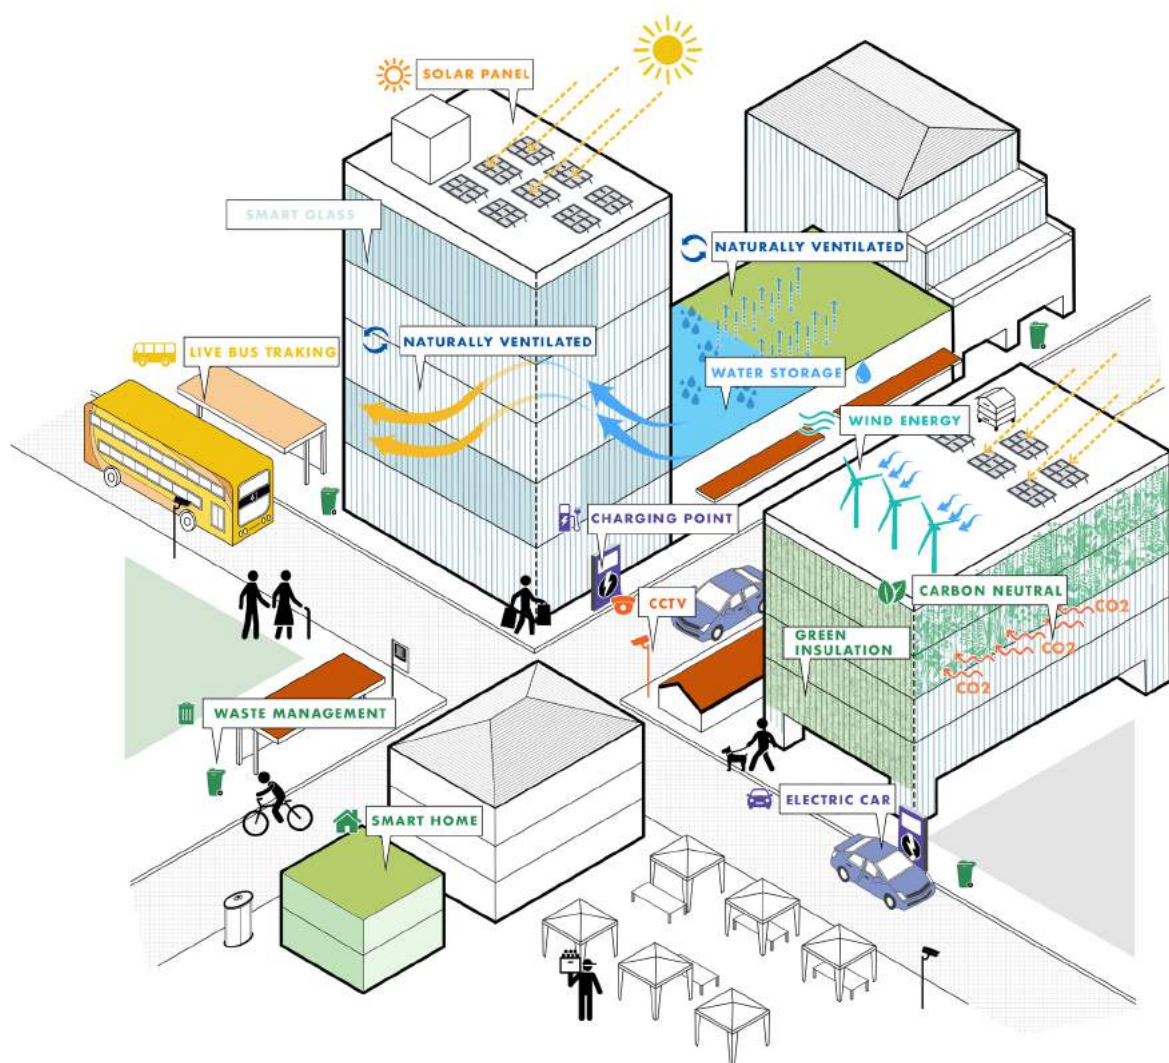 SOLAR PANEL
SMART GLASS
NATURALLY VENTILATED
LIVE BUS TRAKING
NATURALLY VENTILATED
WATER STORAGE
WIND ENERGY
CHARGING POINT
CCTV
CARBON NEUTRAL
CO2
GREEN
INSULATION
CO2
CO2
WASTE MANAGEMENT
ELECTRIC CAR
SMART HOME